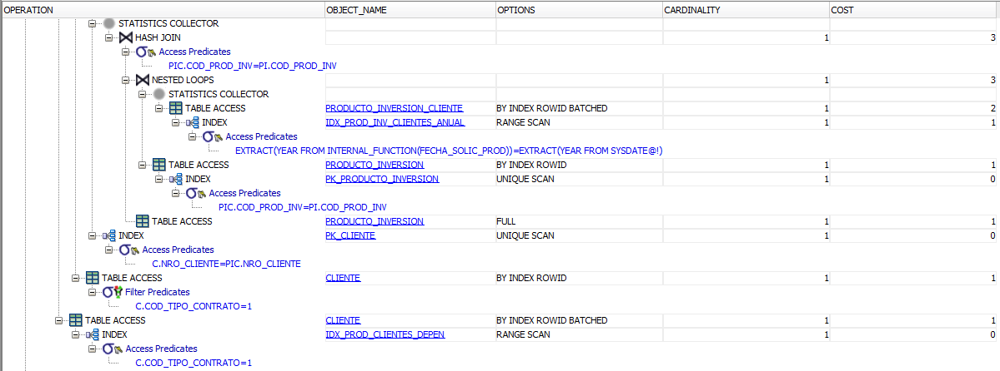 OPERATION OBJECT_NAME OPTIONS CARDINALITY COST
STATISTICS COLLECTOR
HASH JOIN 1 3
Access Predicates
PIC.COD_PROD_INV=PI.COD_PROD_INV
NESTED LOOPS 1 3
STATISTICS COLLECTOR
TABLE ACCESS PRODUCTO_INVERSION_CLIENTE BY INDEX ROWID BATCHED 1 2
INDEX IDX_PROD_INV_CLIENTES_ANUAL RANGE SCAN 1 1
Access Predicates
EXTRACT(YEAR FROM INTERNAL_FUNCTION(FECHA_SOLIC_PROD))=EXTRACT(YEAR FROM SYSDATE@!)
TABLE ACCESS PRODUCTO_INVERSION BY INDEX ROWID 1 1
INDEX PK_PRODUCTO_INVERSION UNIQUE SCAN 1 0
Access Predicates
PIC.COD_PROD_INV=PI.COD_PROD_INV
TABLE ACCESS PRODUCTO_INVERSION FULL 1 1
INDEX PK_CLIENTE UNIQUE SCAN 1 0
Access Predicates
C.NRO_CLIENTE=PIC.NRO_CLIENTE
TABLE ACCESS CLIENTE BY INDEX ROWID 1 1
Filter Predicates
C.COD_TIPO_CONTRATO=1
TABLE ACCESS CLIENTE BY INDEX ROWID BATCHED 1 1
INDEX IDX_PROD_CLIENTES_DEPEN RANGE SCAN 1 0
Access Predicates
C.COD_TIPO_CONTRATO=1